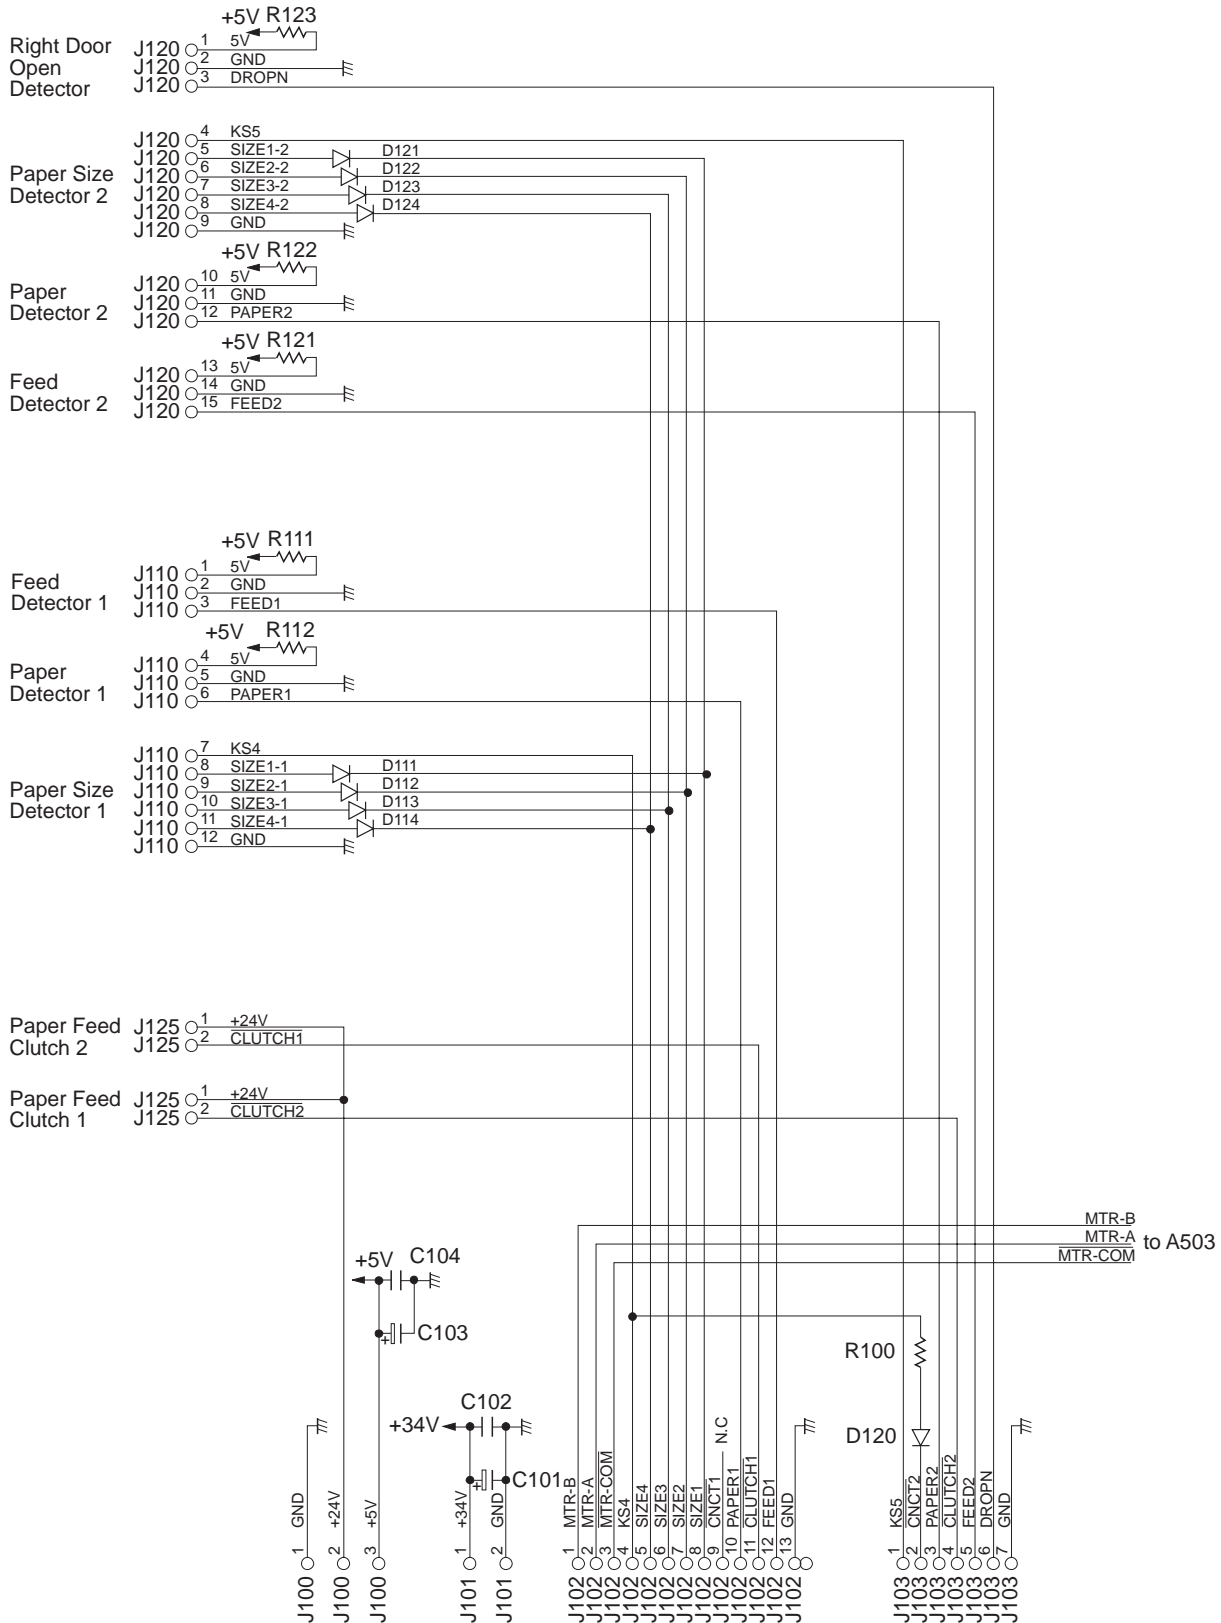 +5V R123
Right Door
Open
Detector
J120 1 5V
J120 2 GND
J120 3 DROPN
Paper Size
Detector 2
J120 4 KS5
J120 5 SIZE1-2 D121
J120 6 SIZE2-2 D122
J120 7 SIZE3-2 D123
J120 8 SIZE4-2 D124
J120 9 GND
+5V R122
Paper
Detector 2
J120 10 5V
J120 11 GND
J120 12 PAPER2
+5V R121
Feed
Detector 2
J120 13 5V
J120 14 GND
J120 15 FEED2
+5V R111
Feed
Detector 1
J110 1 5V
J110 2 GND
J110 3 FEED1
+5V R112
Paper
Detector 1
J110 4 5V
J110 5 GND
J110 6 PAPER1
Paper Size
Detector 1
J110 7 KS4
J110 8 SIZE1-1 D111
J110 9 SIZE2-1 D112
J110 10 SIZE3-1 D113
J110 11 SIZE4-1 D114
J110 12 GND
Paper Feed
Clutch 2
J125 1 +24V
J125 2 CLUTCH1
Paper Feed
Clutch 1
J125 1 +24V
J125 2 CLUTCH2
MTR-B
MTR-A
MTR-COM
to A503
+5V C104
+ C103
R100
+34V C102
+ C101
D120
N.C
J100 1 GND
J100 2 +24V
J100 3 +5V
J101 1 +34V
J101 2 GND
J102 1 MTR-B
J102 2 MTR-A
J102 3 MTR-COM
J102 4 KS4
J102 5 SIZE4
J102 6 SIZE3
J102 7 SIZE2
J102 8 SIZE1
J102 9 CNCT1
J102 10 PAPER1
J102 11 CLUTCH1
J102 12 FEED1
J102 13 GND
J103 1 KS5
J103 2 CNCT2
J103 3 PAPER2
J103 4 CLUTCH2
J103 5 FEED2
J103 6 DROPN
J103 7 GND